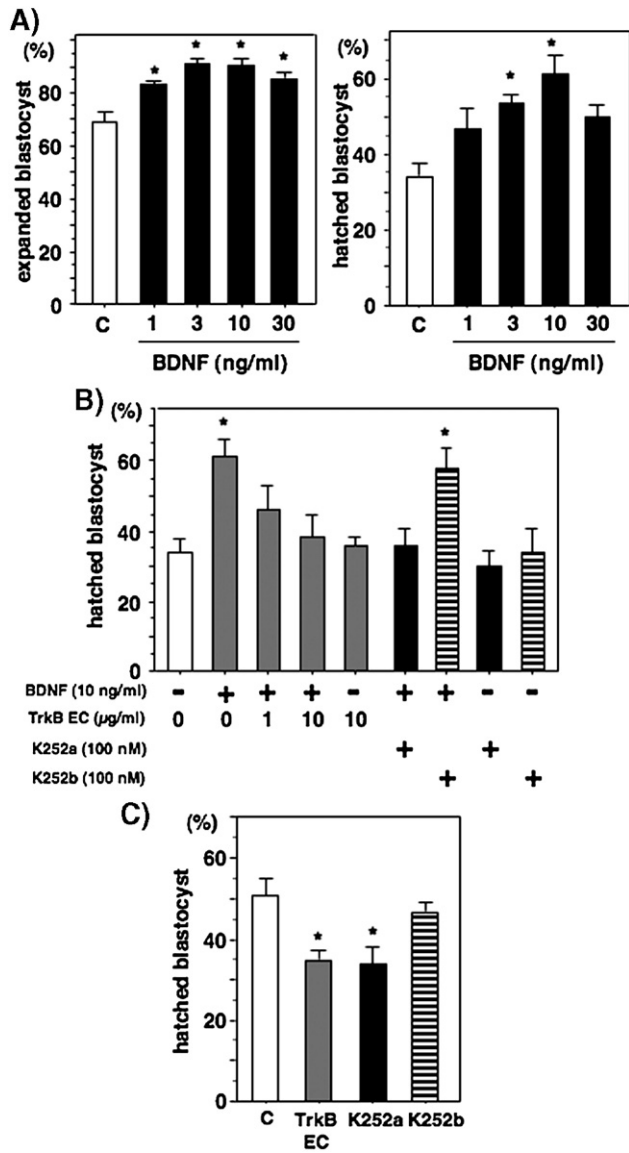 A)
(%)
expanded blastocyst
80
60
40
20
0
*
*
*
*
C
1
3
10
30
BDNF (ng/ml)
(%)
hatched blastocyst
60
40
20
0
*
*
C
1
3
10
30
BDNF (ng/ml)
B)
(%)
hatched blastocyst
60
40
20
0
*
*
BDNF (10 ng/ml) - + + + - + + - -
TrkB EC (μg/ml) 0 0 1 10 10
K252a (100 nM) + +
K252b (100 nM) + +
C)
(%)
hatched blastocyst
60
40
20
0
*
*
C
TrkB
EC
K252a
K252b